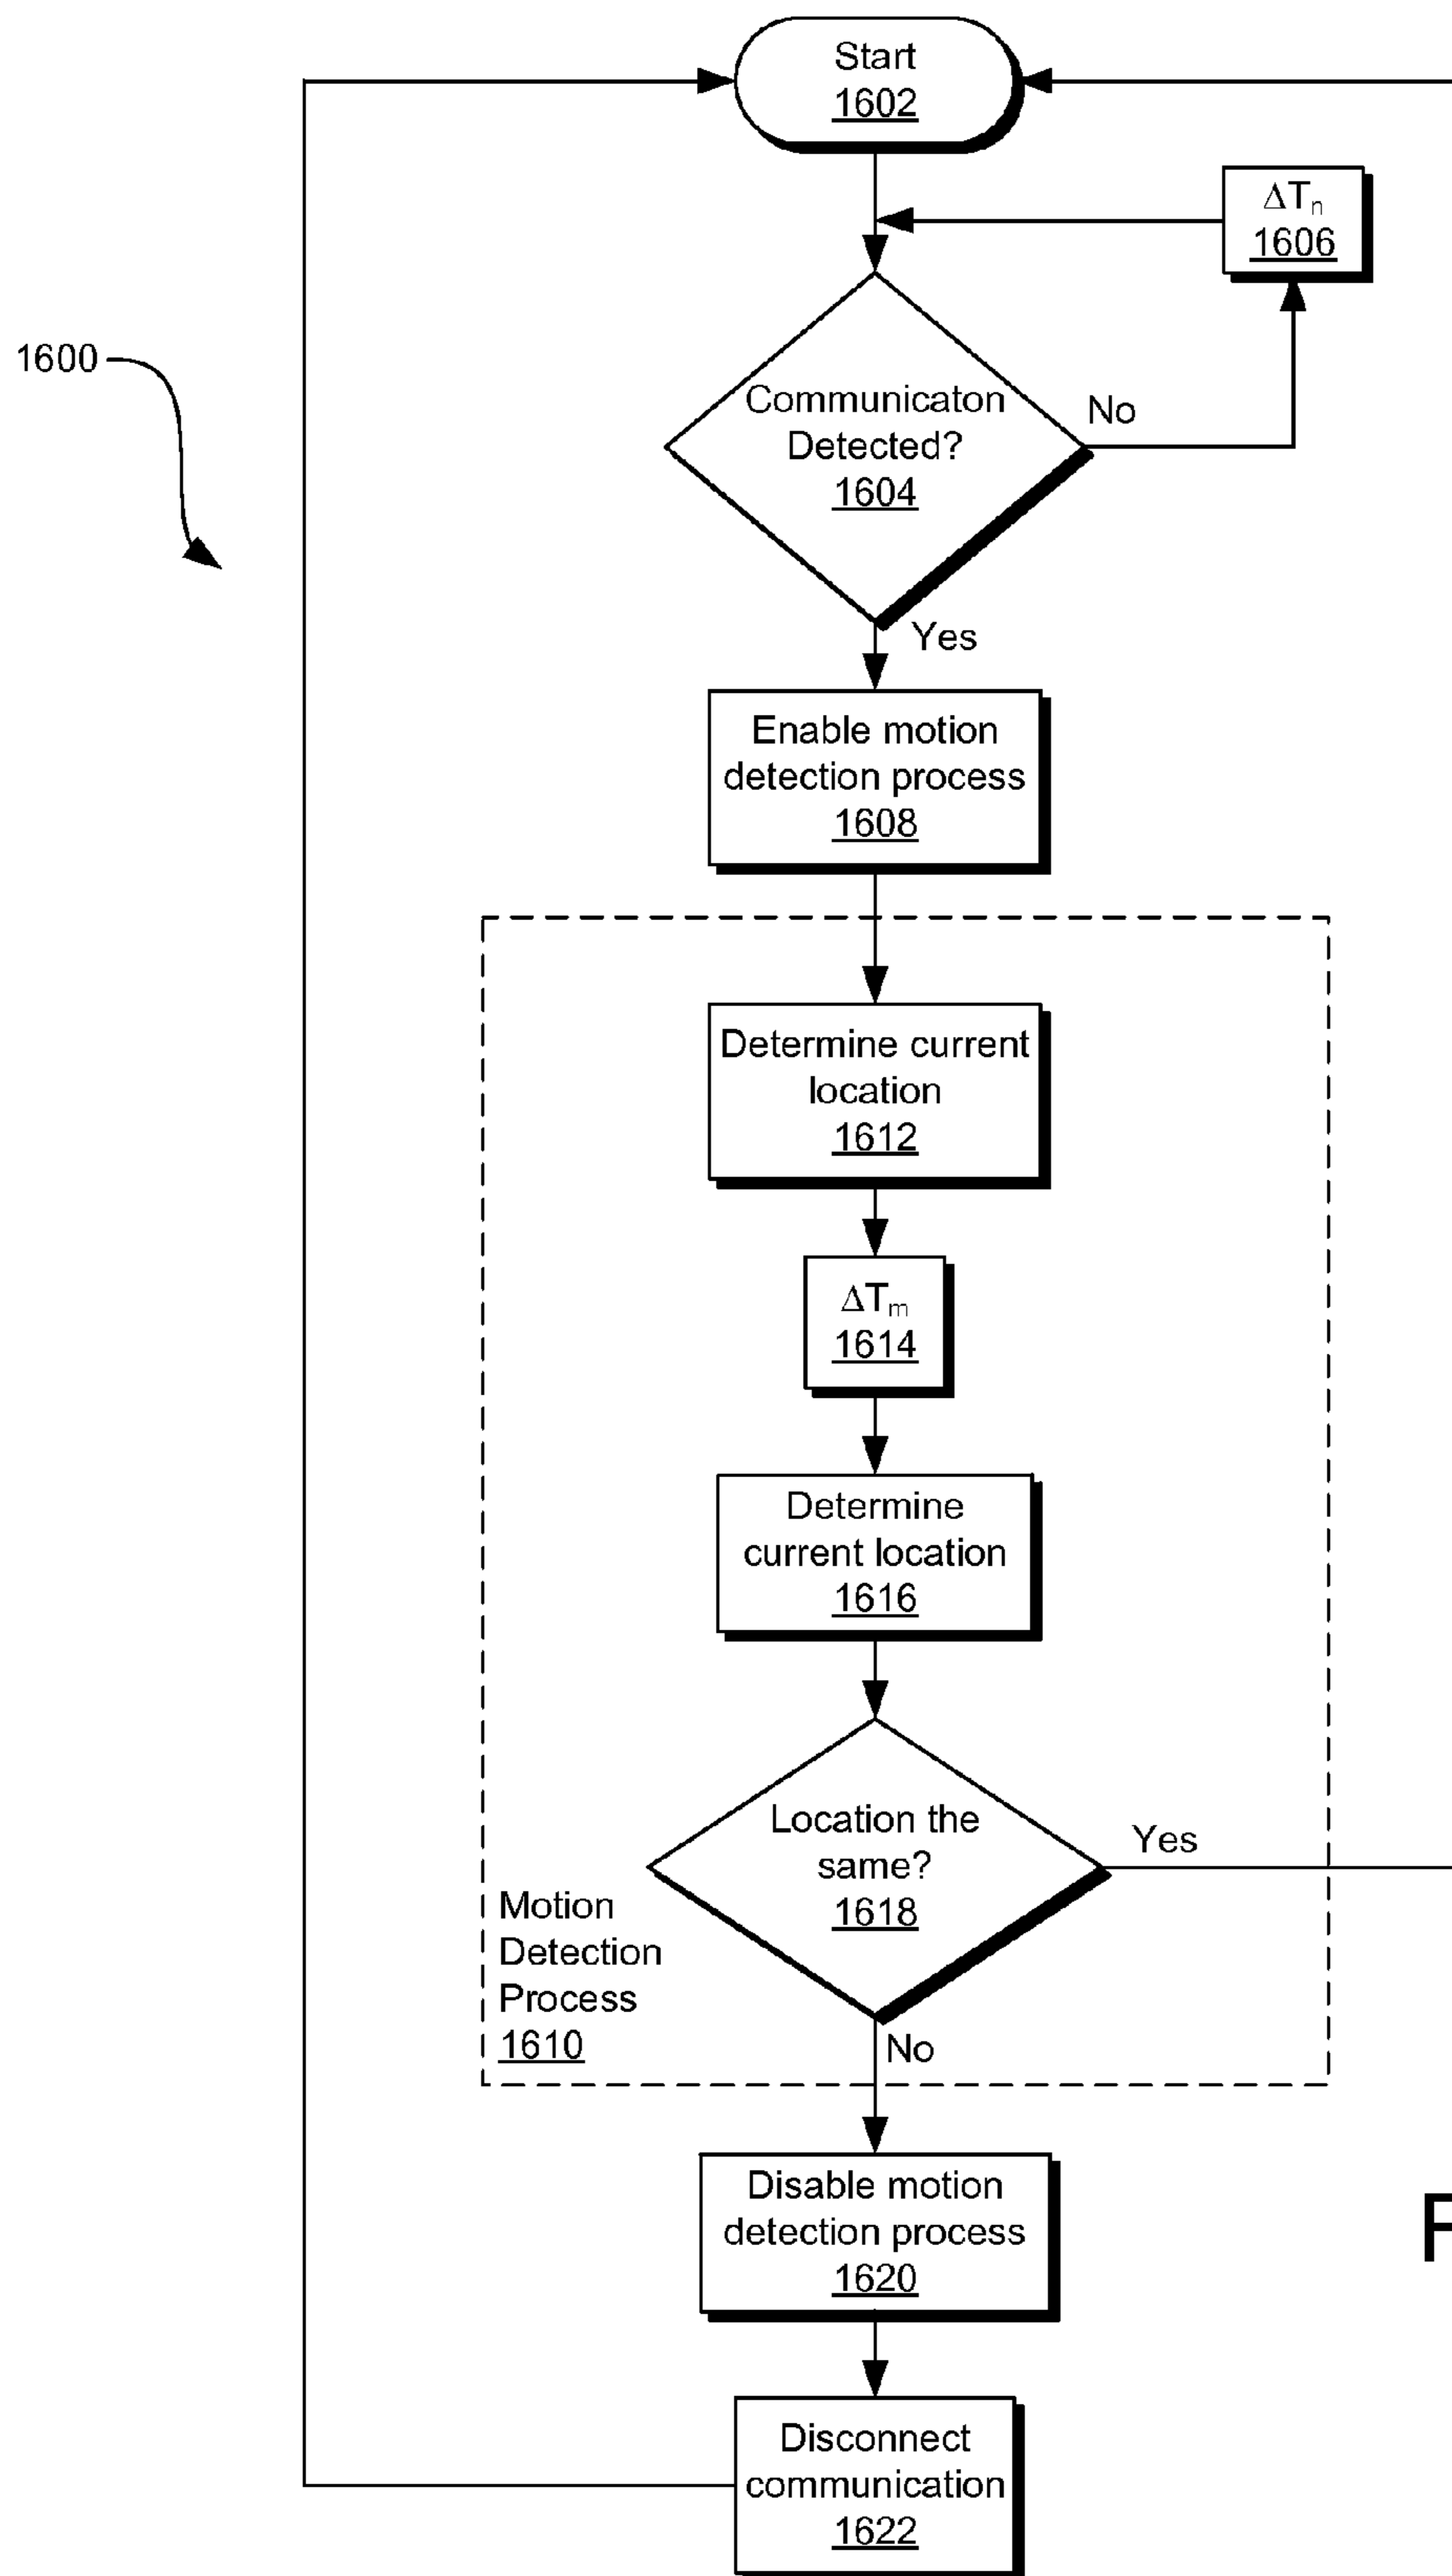 Start
1602
ΔTn
1606
1600
Communicaton
Detected?
1604
No
Yes
Enable motion
detection process
1608
Determine current
location
1612
ΔTm
1614
Determine
current location
1616
Location the
same?
1618
Yes
Motion
Detection
Process
1610
No
Disable motion
detection process
1620
Disconnect
communication
1622